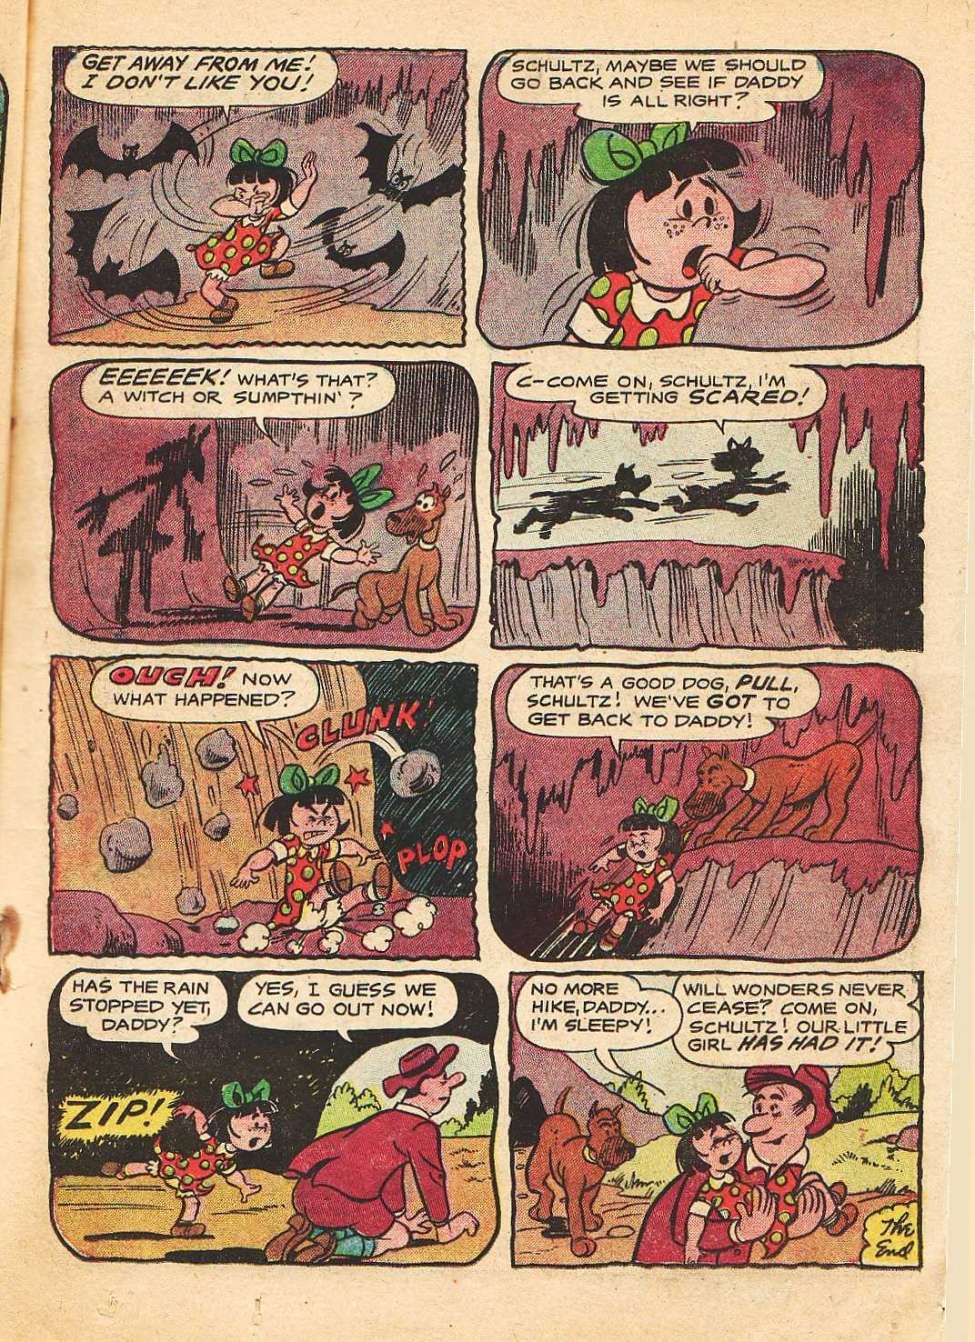 GET AWAY FROM ME!
I DON'T LIKE YOU!
SCHULTZ, MAYBE WE SHOULD
GO BACK AND SEE IF DADDY
IS ALL RIGHT?
EEEEEEK! WHAT'S THAT?
A WITCH OR SUMPTHIN'?
C-COME ON, SCHULTZ, I'M
GETTING SCARED!
OUCH! NOW
WHAT HAPPENED?
CLUNK!
PLOP
THAT'S A GOOD DOG, PULL,
SCHULTZ! WE'VE GOT TO
GET BACK TO DADDY!
HAS THE RAIN
STOPPED YET,
DADDY?
YES, I GUESS WE
CAN GO OUT NOW!
ZIP!
NO MORE
HIKE, DADDY...
I'M SLEEPY!
WILL WONDERS NEVER
CEASE? COME ON,
SCHULTZ! OUR LITTLE
GIRL HAS HAD IT!
The
End